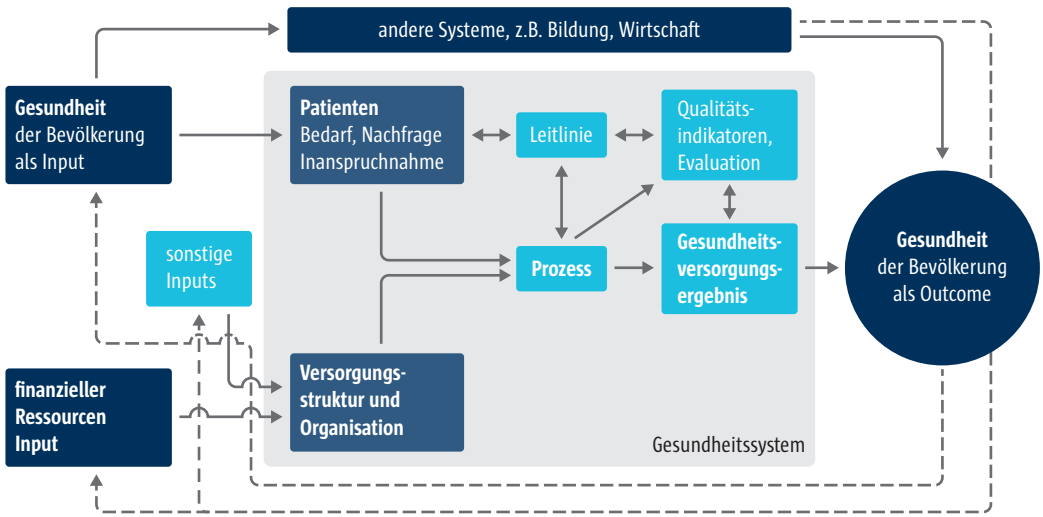 andere Systeme, z.B. Bildung, Wirtschaft
Gesundheit
der Bevölkerung
als Input
Patienten
Bedarf, Nachfrage
Inanspruchnahme
Leitlinie
Qualitäts-
indikatoren,
Evaluation
sonstige
Inputs
Prozess
Gesundheits-
versorgungs-
ergebnis
Gesundheit
der Bevölkerung
als Outcome
finanzieller
Ressourcen
Input
Versorgungs-
struktur und
Organisation
Gesundheitssystem